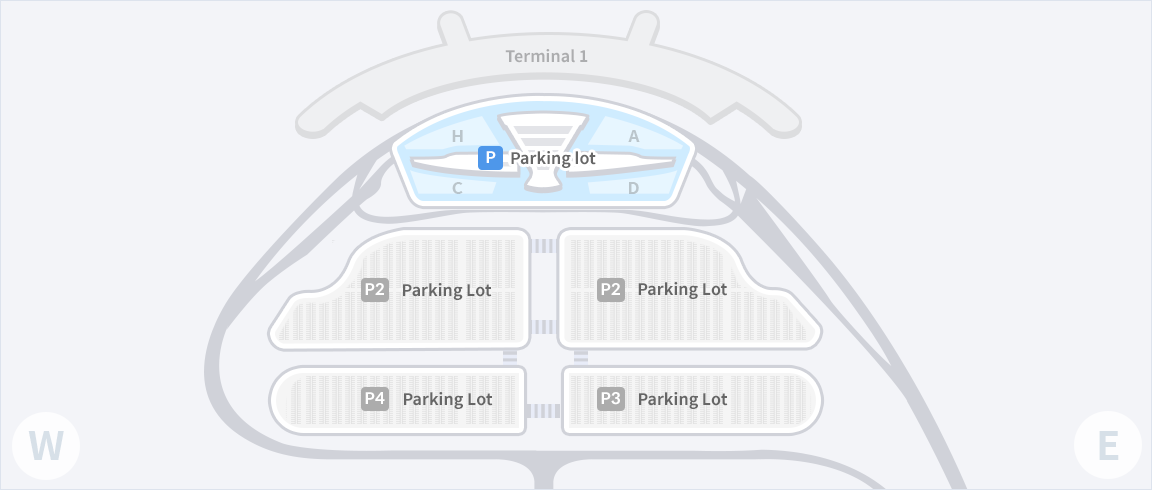 Terminal 1
H
A
P Parking lot
C
D
P2 Parking Lot
P2 Parking Lot
P4 Parking Lot
P3 Parking Lot
W
E